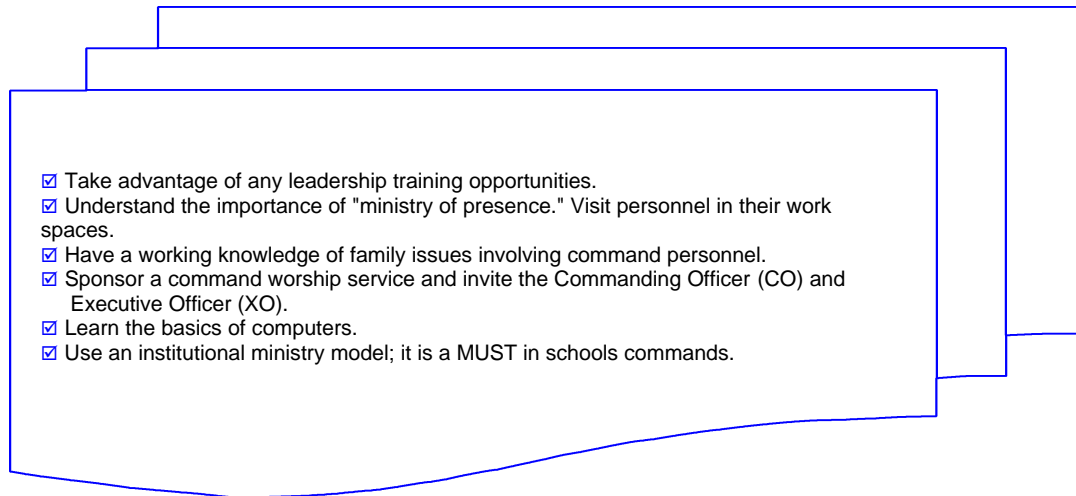 ☑ Take advantage of any leadership training opportunities.
☑ Understand the importance of "ministry of presence." Visit personnel in their work
spaces.
☑ Have a working knowledge of family issues involving command personnel.
☑ Sponsor a command worship service and invite the Commanding Officer (CO) and
Executive Officer (XO).
☑ Learn the basics of computers.
☑ Use an institutional ministry model; it is a MUST in schools commands.